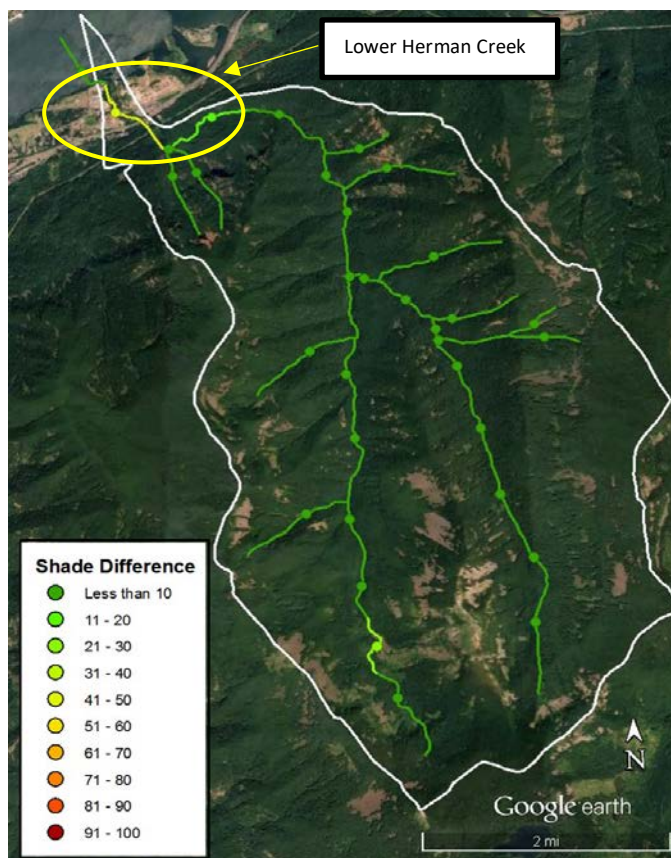 Lower Herman Creek
Shade Difference
Less than 10
11 - 20
21 - 30
31 - 40
41 - 50
51 - 60
61 - 70
71 - 80
81 - 90
91 - 100
N
Google earth
2 mi